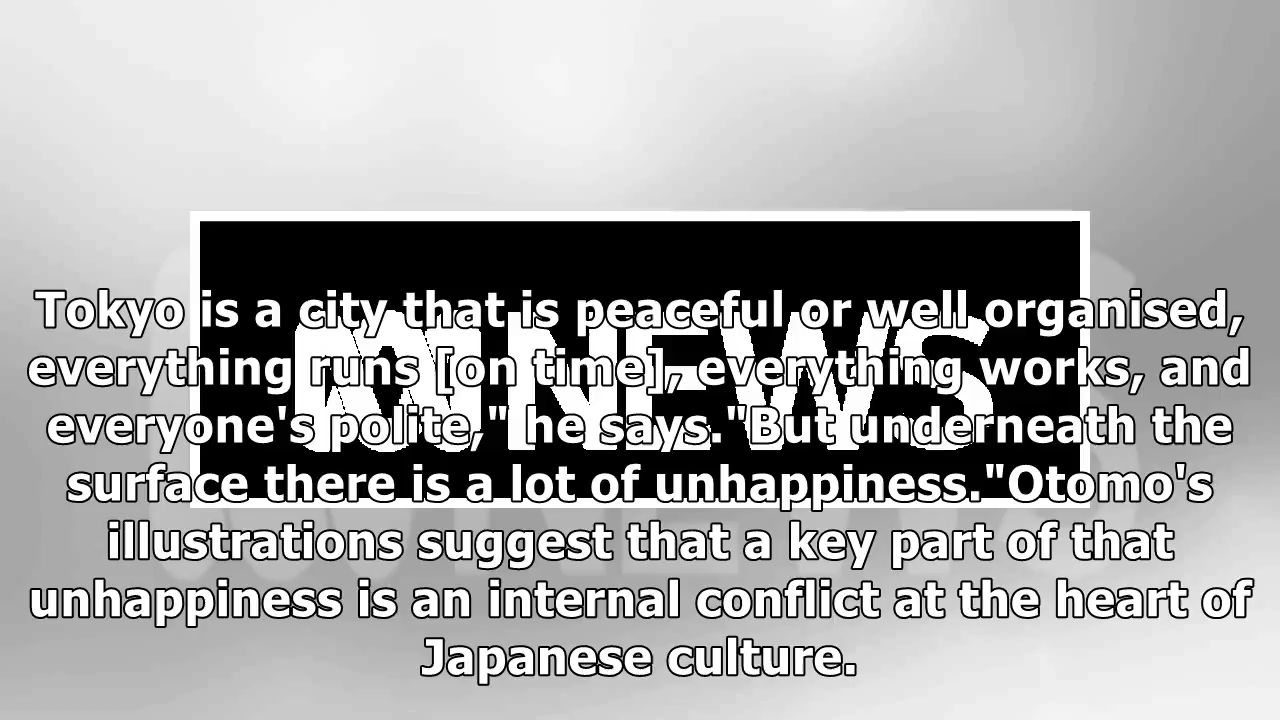 Tokyo is a city that is peaceful or well organised,
everything runs [on time], everything works, and
everyone's polite," he says."But underneath the
surface there is a lot of unhappiness."Otomo's
illustrations suggest that a key part of that
unhappiness is an internal conflict at the heart of
Japanese culture.
NEWS